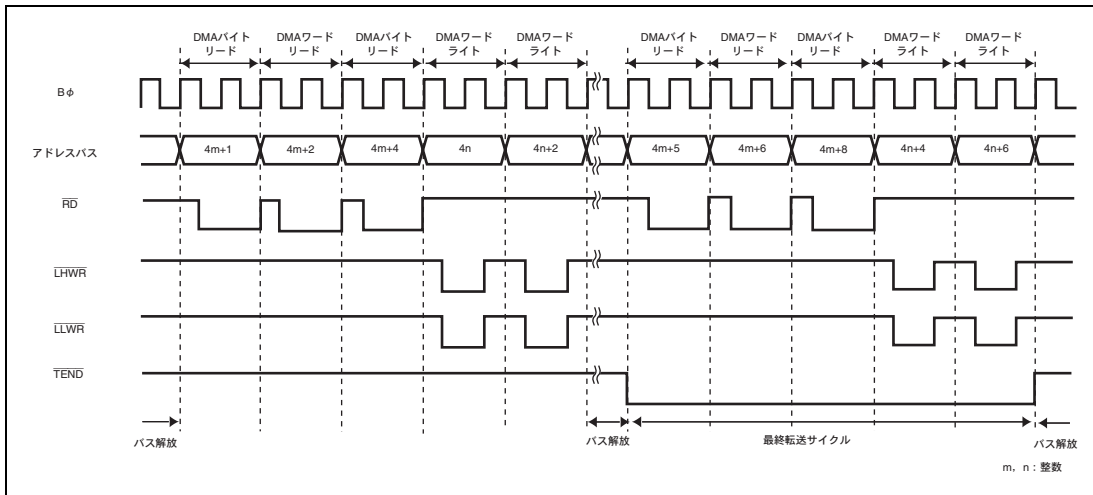 DMAバイト
リード
DMAワード
リード
DMAバイト
リード
DMAワード
ライト
DMAワード
ライト
DMAバイト
リード
DMAワード
リード
DMAバイト
リード
DMAワード
ライト
DMAワード
ライト
Bφ
アドレスバス
4m+1
4m+2
4m+4
4n
4n+2
4m+5
4m+6
4m+8
4n+4
4n+6
RD
LHWR
LLWR
TEND
バス解放
バス解放
最終転送サイクル
バス解放
m, n：整数